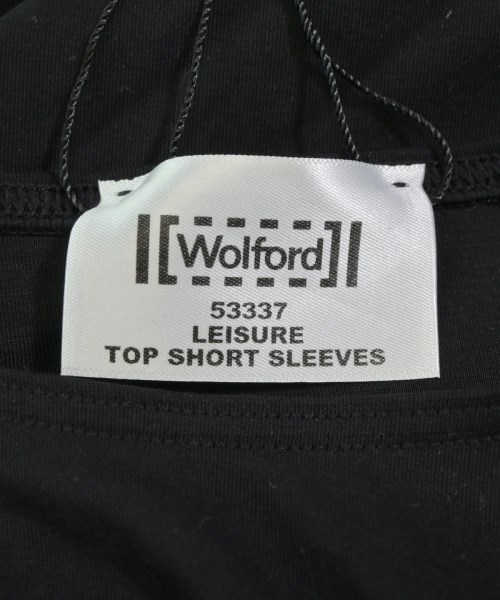 Wolford
53337
LEISURE
TOP SHORT SLEEVES